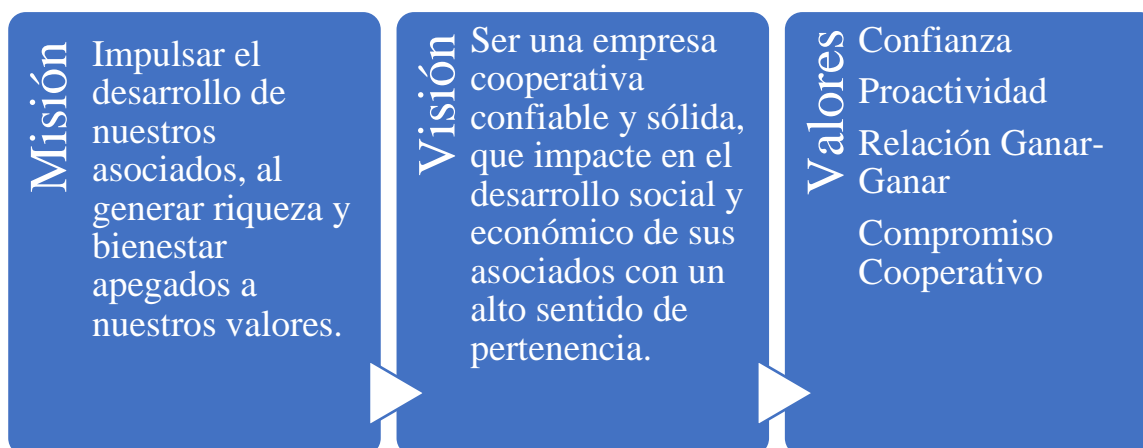 Misión
Impulsar el
desarrollo de
nuestros
asociados, al
generar riqueza y
bienestar
apegados a
nuestros valores.
Visión
Ser una empresa
cooperativa
confiable y sólida,
que impacte en el
desarrollo social y
económico de sus
asociados con un
alto sentido de
pertenencia.
Valores
Confianza
Proactividad
Relación Ganar-
Ganar
Compromiso
Cooperativo